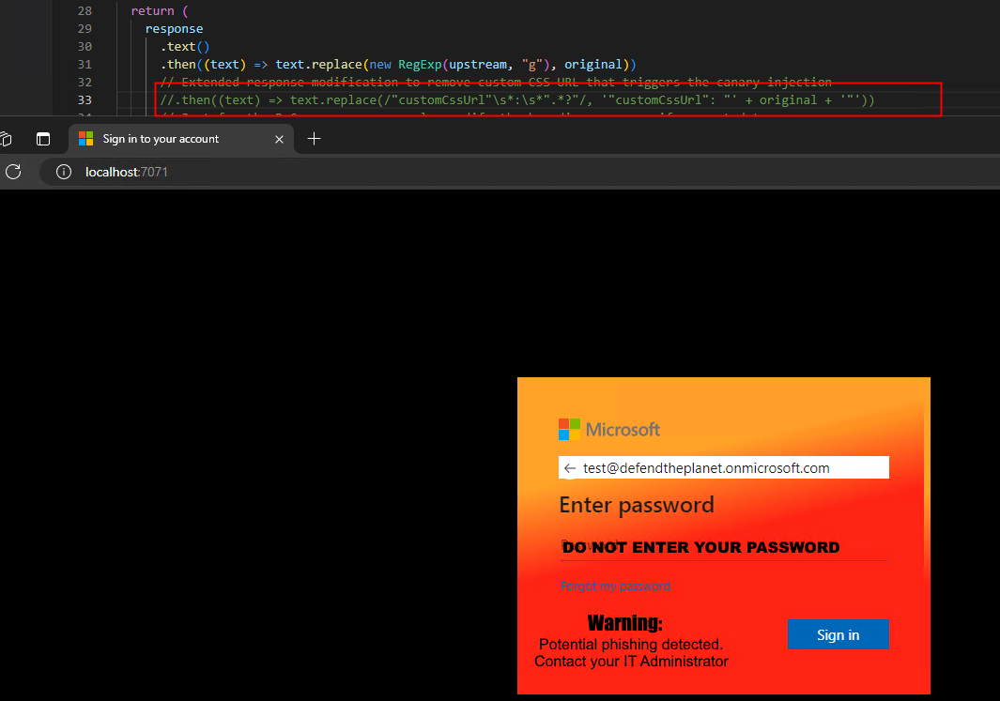 28 return (
29 response
30 .text()
31 .then((text) => text.replace(new RegExp(upstream, "g"), original))
32 // Extended response modification to remove custom CSS URL that triggers the canary injection
33 //.then((text) => text.replace(/"customCssUrl"\s*:\s*".*?"/, '"customCssUrl": "' + original + '"'))
Sign in to your account
localhost:7071
Microsoft
test@defendtheplanet.onmicrosoft.com
Enter password
DO NOT ENTER YOUR PASSWORD
Forgot my password
Warning:
Potential phishing detected.
Contact your IT Administrator
Sign in